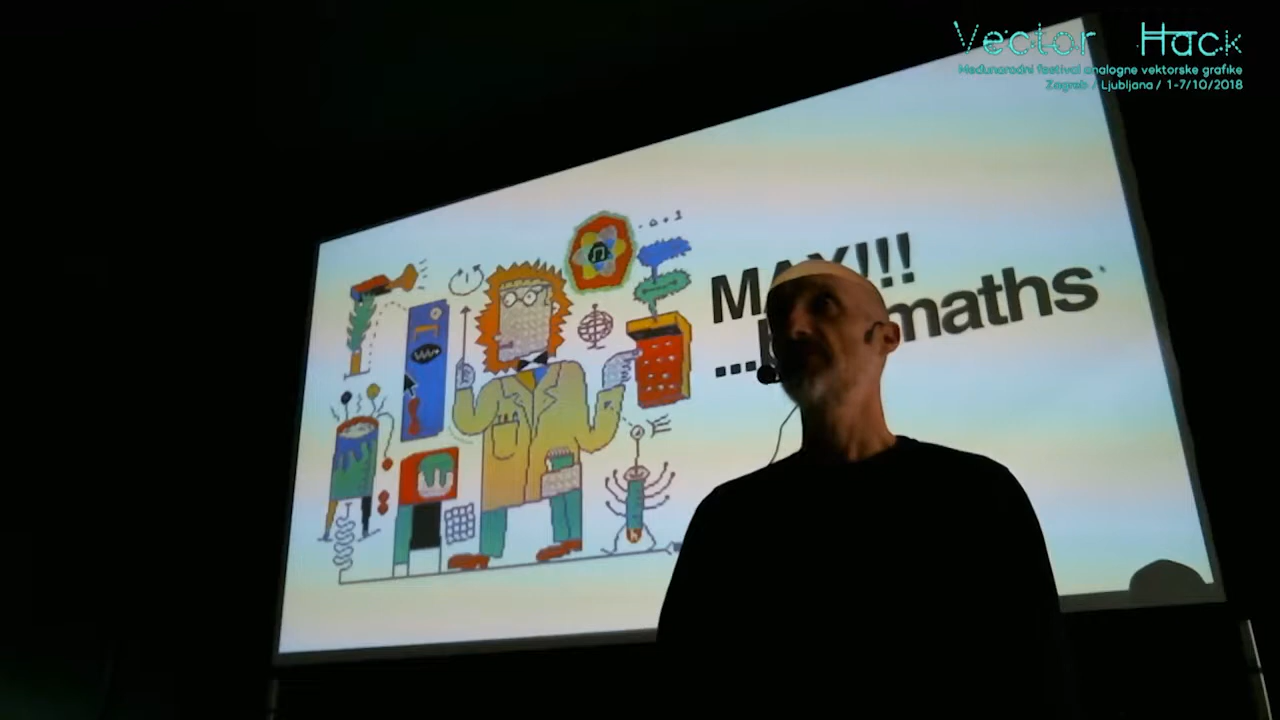 Vector Hack
Međunarodni festival analogne vektorske grafike
Zagreb / Ljubljana / 1-7/10/2018
MAX!!!
maths